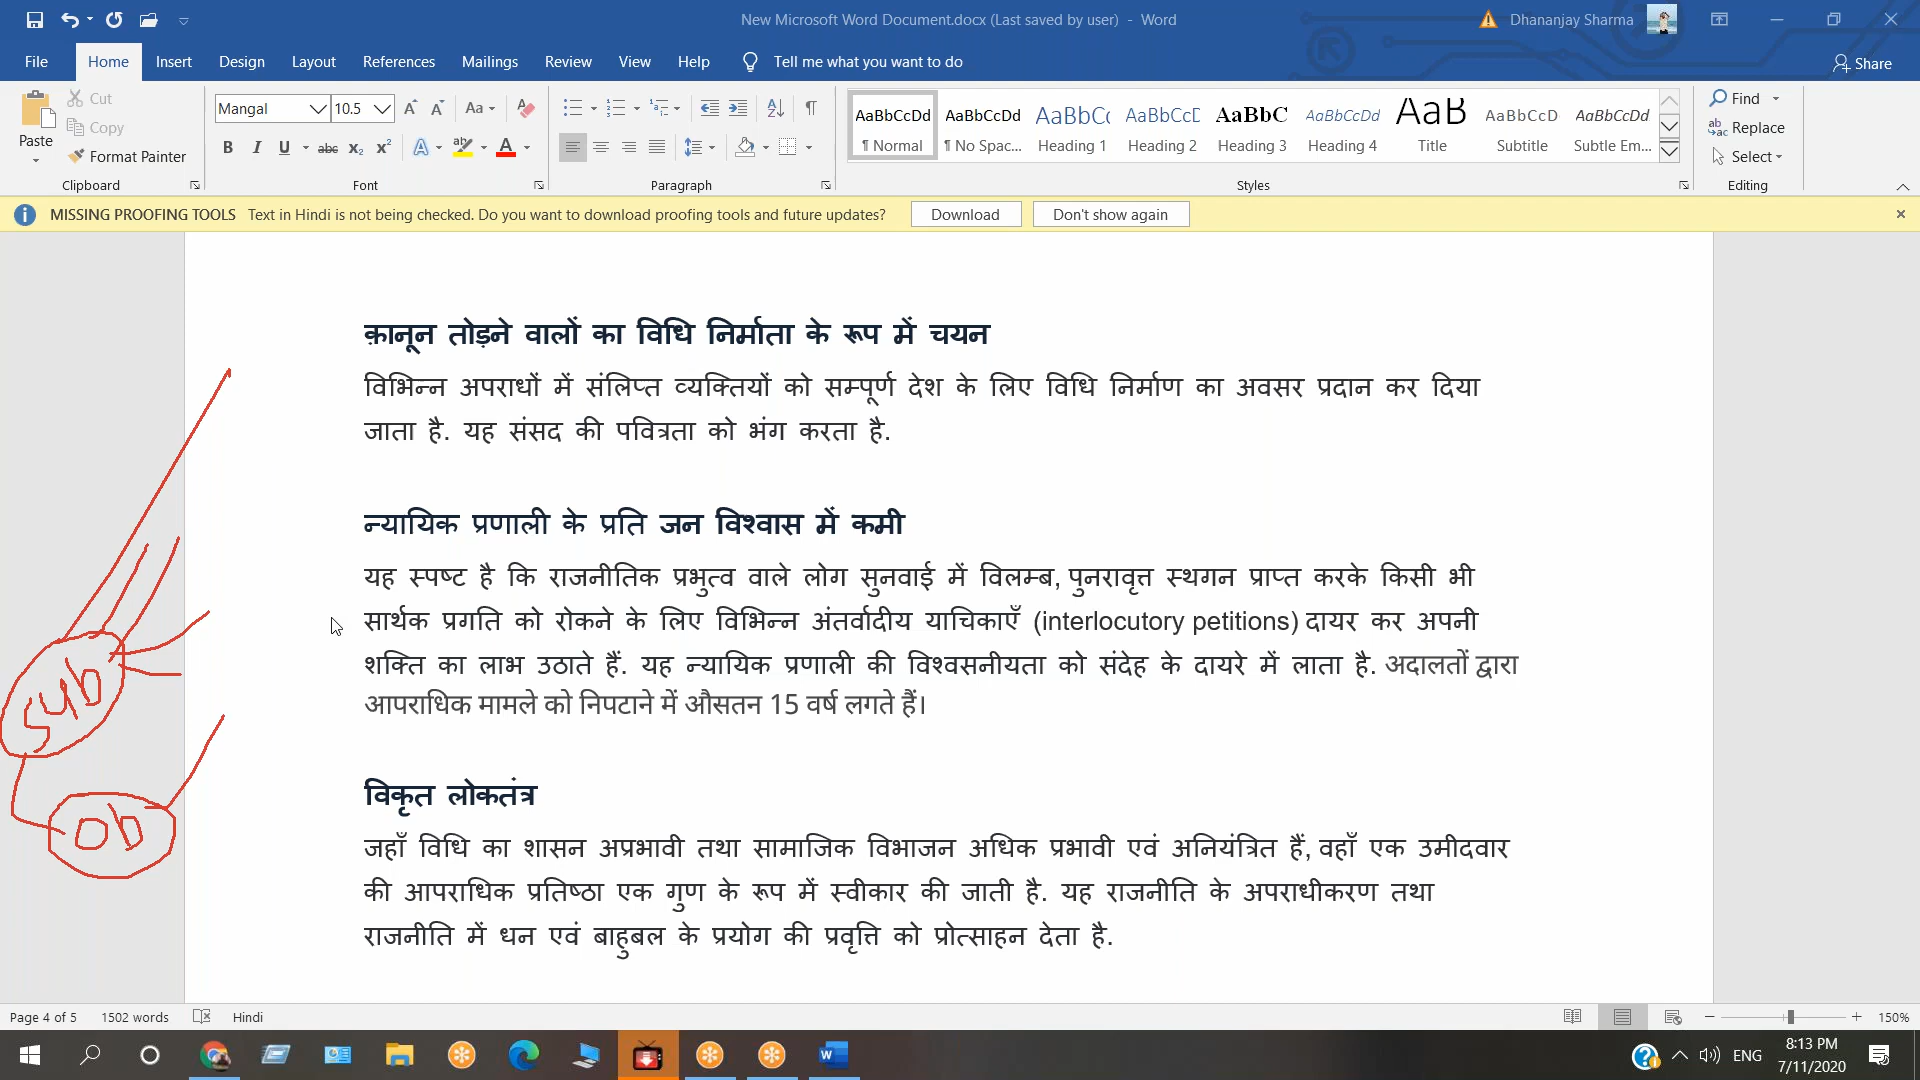 New Microsoft Word Document.docx (Last saved by user) - Word
Dhananjay Sharma
File Home Insert Design Layout References Mailings Review View Help Tell me what you want to do
Share
Paste
Cut
Copy
Format Painter
Clipboard
Mangal 10.5
Font
Paragraph
AaBbCcDd ¶ Normal
AaBbCcDd ¶ No Spac...
AaBbCc Heading 1
AaBbCcD Heading 2
AaBbC Heading 3
AaBbCcDd Heading 4
AaB Title
AaBbCcD Subtitle
AaBbCcDd Subtle Em...
Styles
Find
Replace
Select
Editing
MISSING PROOFING TOOLS Text in Hindi is not being checked. Do you want to download proofing tools and future updates? Download Don't show again
क़ानून तोड़ने वालों का विधि निर्माता के रूप में चयन
विभिन्न अपराधों में संलिप्त व्यक्तियों को सम्पूर्ण देश के लिए विधि निर्माण का अवसर प्रदान कर दिया
जाता है. यह संसद की पवित्रता को भंग करता है.
न्यायिक प्रणाली के प्रति जन विश्वास में कमी
यह स्पष्ट है कि राजनीतिक प्रभुत्व वाले लोग सुनवाई में विलम्ब, पुनरावृत्त स्थगन प्राप्त करके किसी भी
सार्थक प्रगति को रोकने के लिए विभिन्न अंतर्वादीय याचिकाएँ (interlocutory petitions) दायर कर अपनी
शक्ति का लाभ उठाते हैं. यह न्यायिक प्रणाली की विश्वसनीयता को संदेह के दायरे में लाता है. अदालतों द्वारा
आपराधिक मामले को निपटाने में औसतन 15 वर्ष लगते हैं।
विकृत लोकतंत्र
जहाँ विधि का शासन अप्रभावी तथा सामाजिक विभाजन अधिक प्रभावी एवं अनियंत्रित हैं, वहाँ एक उमीदवार
की आपराधिक प्रतिष्ठा एक गुण के रूप में स्वीकार की जाती है. यह राजनीति के अपराधीकरण तथा
राजनीति में धन एवं बाहुबल के प्रयोग की प्रवृत्ति को प्रोत्साहन देता है.
sub
ob
Page 4 of 5 1502 words Hindi
150%
ENG
8:13 PM
7/11/2020